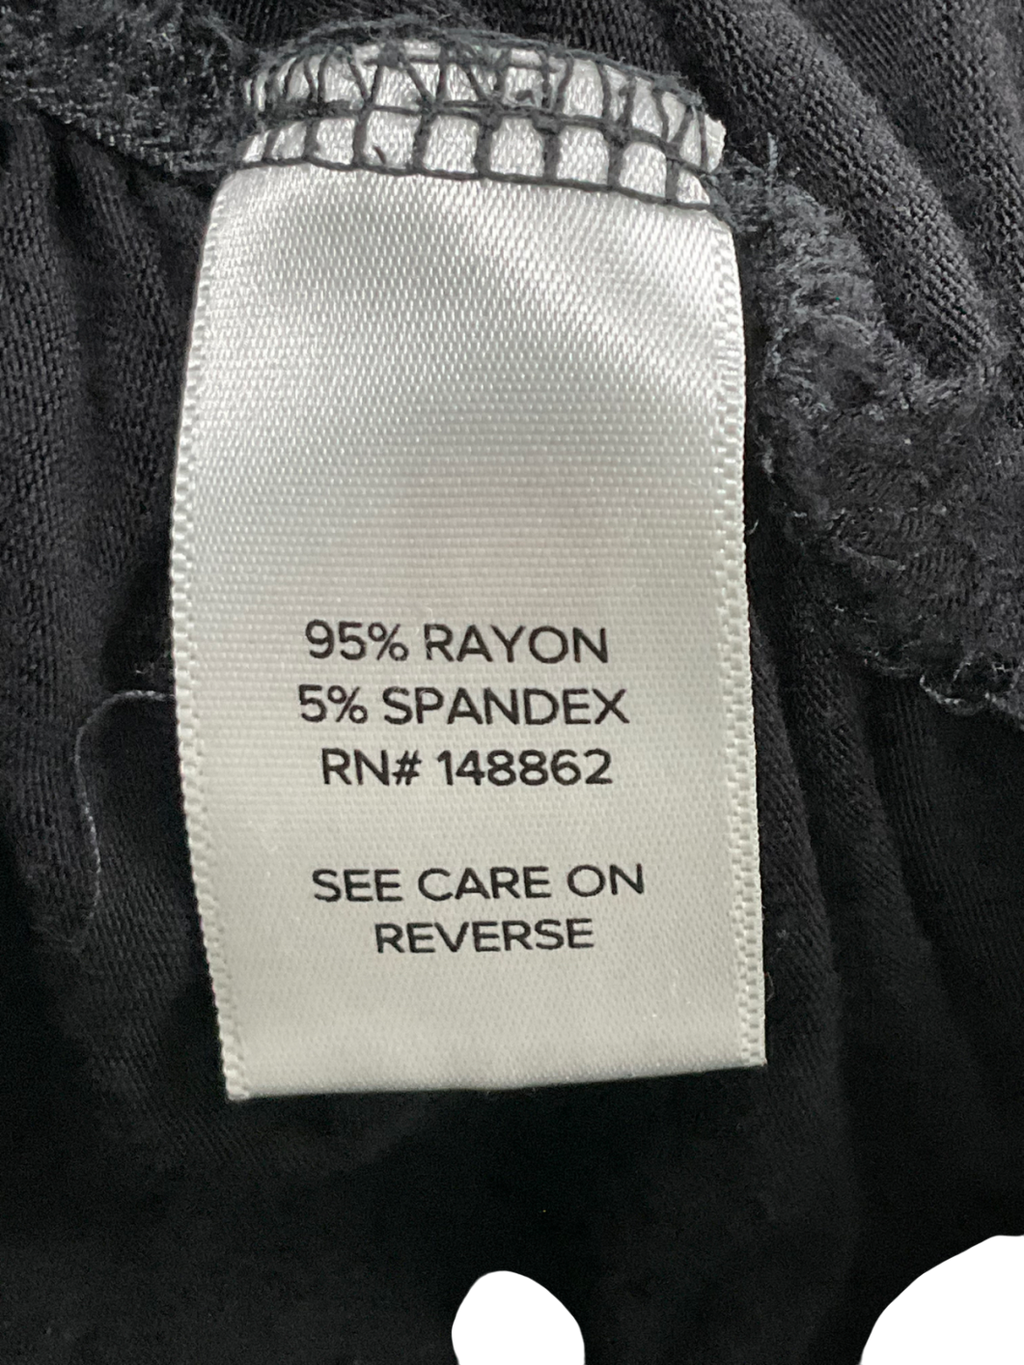 95% RAYON
5% SPANDEX
RN# 148862
SEE CARE ON
REVERSE